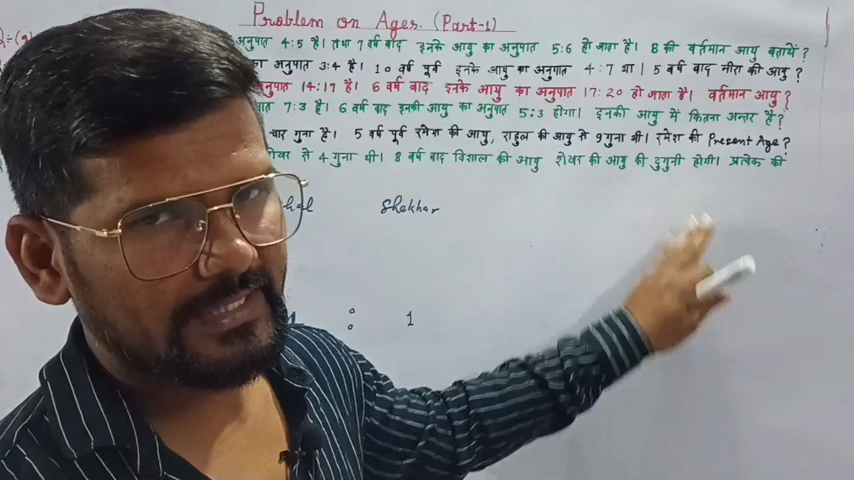 Problem on Ages. (Part-1)
अनुपात 4:5 है। तथा 7 वर्ष बाद इनके आयु का अनुपात 5:6 हो जाता है। B की वर्तमान आयु बतायें?
का अनुपात 3:4 है। 10 वर्ष पूर्व इनके आयु का अनुपात 4:7 था। 5 वर्ष बाद नीरा की आयु?
अनुपात 14:17 है। 6 वर्ष बाद इनके आयु का अनुपात 17:20 हो जाता है। वर्तमान आयु?
7:3 है। 6 वर्ष बाद इनकी आयु का अनुपात 5:3 होगा। इनकी आयु में कितना अन्तर है?
चार गुना है। 5 वर्ष पूर्व रमेश की आयु, राहुल की आयु से 9 गुना थी। रमेश की Present Age?
शेखर से 4 गुना थी। 8 वर्ष बाद विशाल की आयु शेखर की आयु की दुगुनी होगी। प्रत्येक की
hal Shekhar
: 1